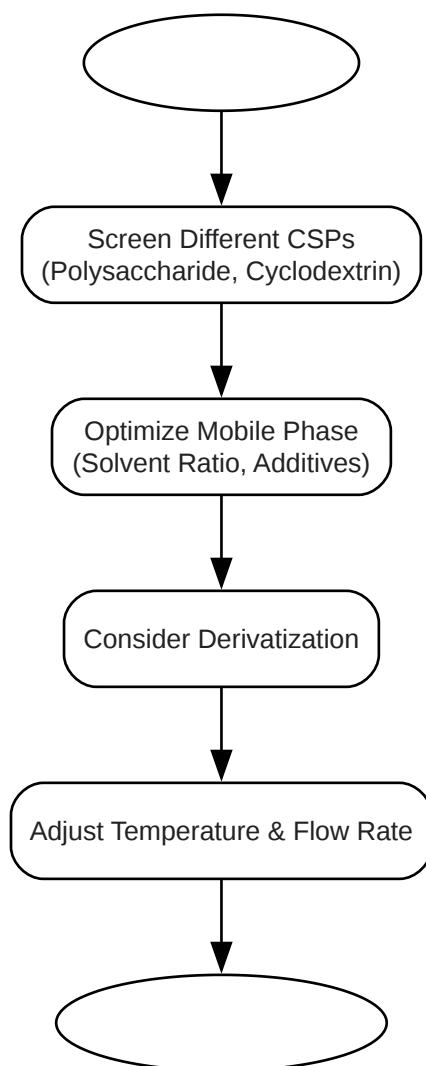 Screen Different CSPs
(Polysaccharide, Cyclodextrin)
Optimize Mobile Phase
(Solvent Ratio, Additives)
Consider Derivatization
Adjust Temperature & Flow Rate